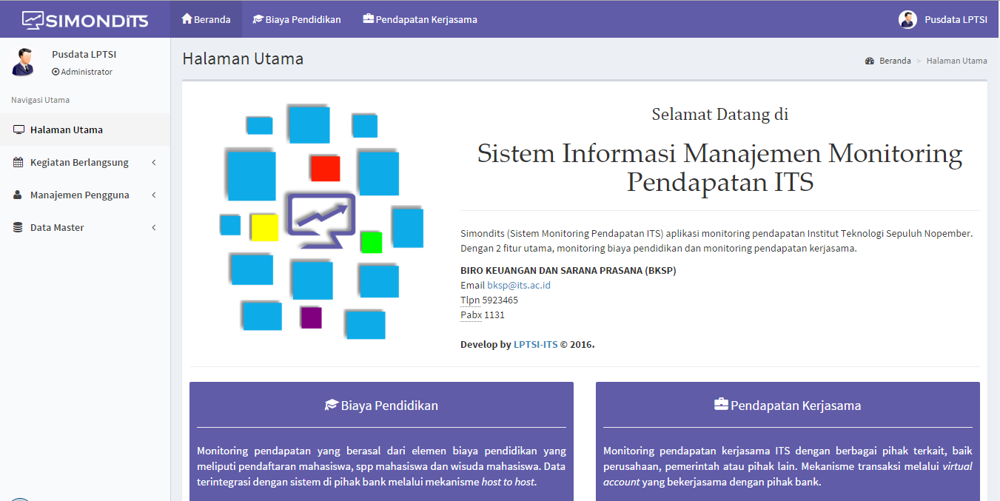 SIMONDITS
Beranda
Biaya Pendidikan
Pendapatan Kerjasama
Pusdata LPTSI
Pusdata LPTSI
Administrator
Navigasi Utama
Halaman Utama
Kegiatan Berlangsung
Manajemen Pengguna
Data Master
Halaman Utama
Beranda > Halaman Utama
Selamat Datang di
Sistem Informasi Manajemen Monitoring
Pendapatan ITS
Simondits (Sistem Monitoring Pendapatan ITS) aplikasi monitoring pendapatan Institut Teknologi Sepuluh Nopember.
Dengan 2 fitur utama, monitoring biaya pendidikan dan monitoring pendapatan kerjasama.
BIRO KEUANGAN DAN SARANA PRASANA (BKSP)
Email bksp@its.ac.id
Tlpn 5923465
Pabx 1131
Develop by LPTSI-ITS © 2016.
Biaya Pendidikan
Monitoring pendapatan yang berasal dari elemen biaya pendidikan yang
meliputi pendaftaran mahasiswa, spp mahasiswa dan wisuda mahasiswa. Data
terintegrasi dengan sistem di pihak bank melalui mekanisme host to host.
Pendapatan Kerjasama
Monitoring pendapatan kerjasama ITS dengan berbagai pihak terkait, baik
perusahaan, pemerintah atau pihak lain. Mekanisme transaksi melalui virtual
account yang bekerjasama dengan pihak bank.